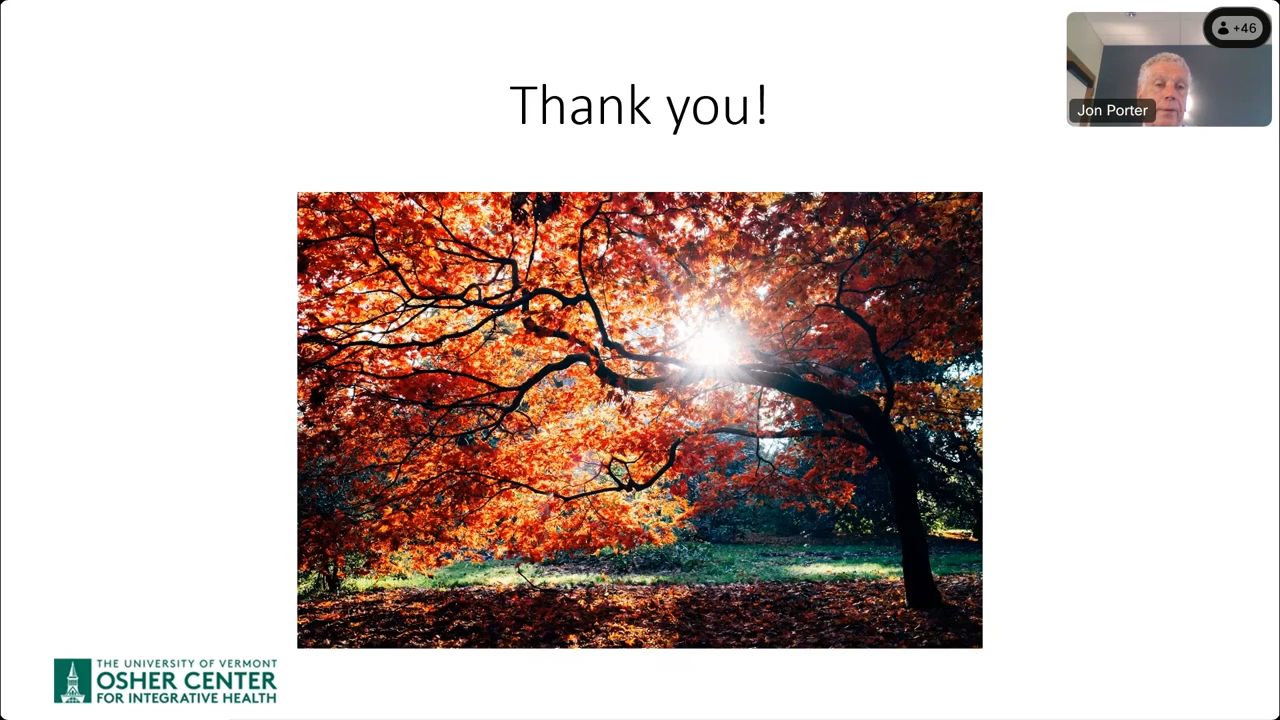 +46
Thank you!
Jon Porter
THE UNIVERSITY OF VERMONT
OSHER CENTER
FOR INTEGRATIVE HEALTH